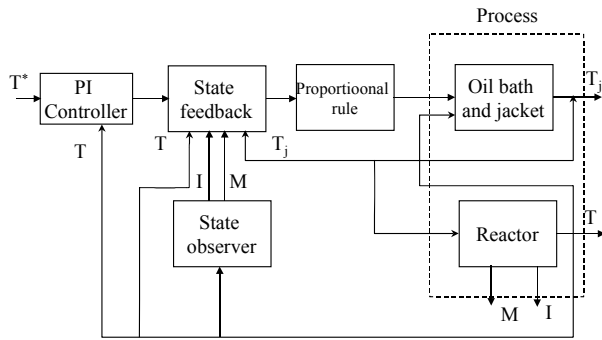 Process
T*
PI
Controller
State
feedback
Proportioonal
rule
Oil bath
and jacket
Tj
T
T
I
M
Tj
State
observer
Reactor
T
M
I